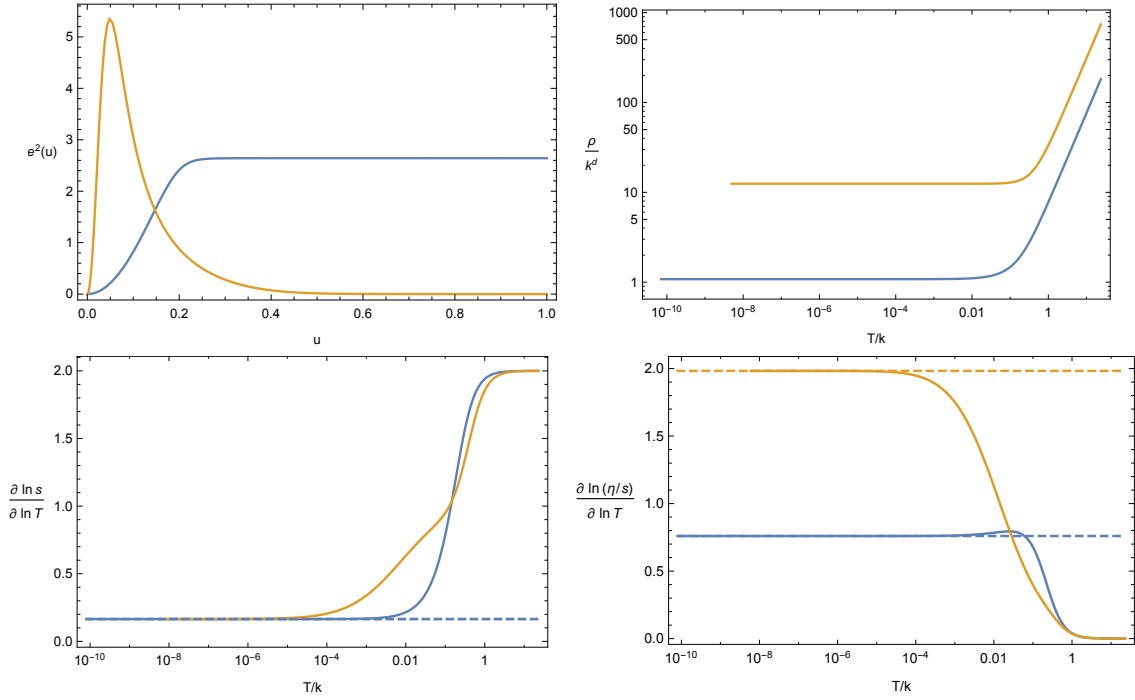 e²(u)
5
4
3
2
1
0
0.0 0.2 0.4 0.6 0.8 1.0
u
ρ/k^d
1000
500
100
50
10
5
1
10⁻¹⁰ 10⁻⁸ 10⁻⁶ 10⁻⁴ 0.01 1
T/k
∂ ln s
∂ ln T
2.0
1.5
1.0
0.5
0.0
10⁻¹⁰ 10⁻⁸ 10⁻⁶ 10⁻⁴ 0.01 1
T/k
∂ ln (η/s)
∂ ln T
2.0
1.5
1.0
0.5
0.0
10⁻¹⁰ 10⁻⁸ 10⁻⁶ 10⁻⁴ 0.01 1
T/k